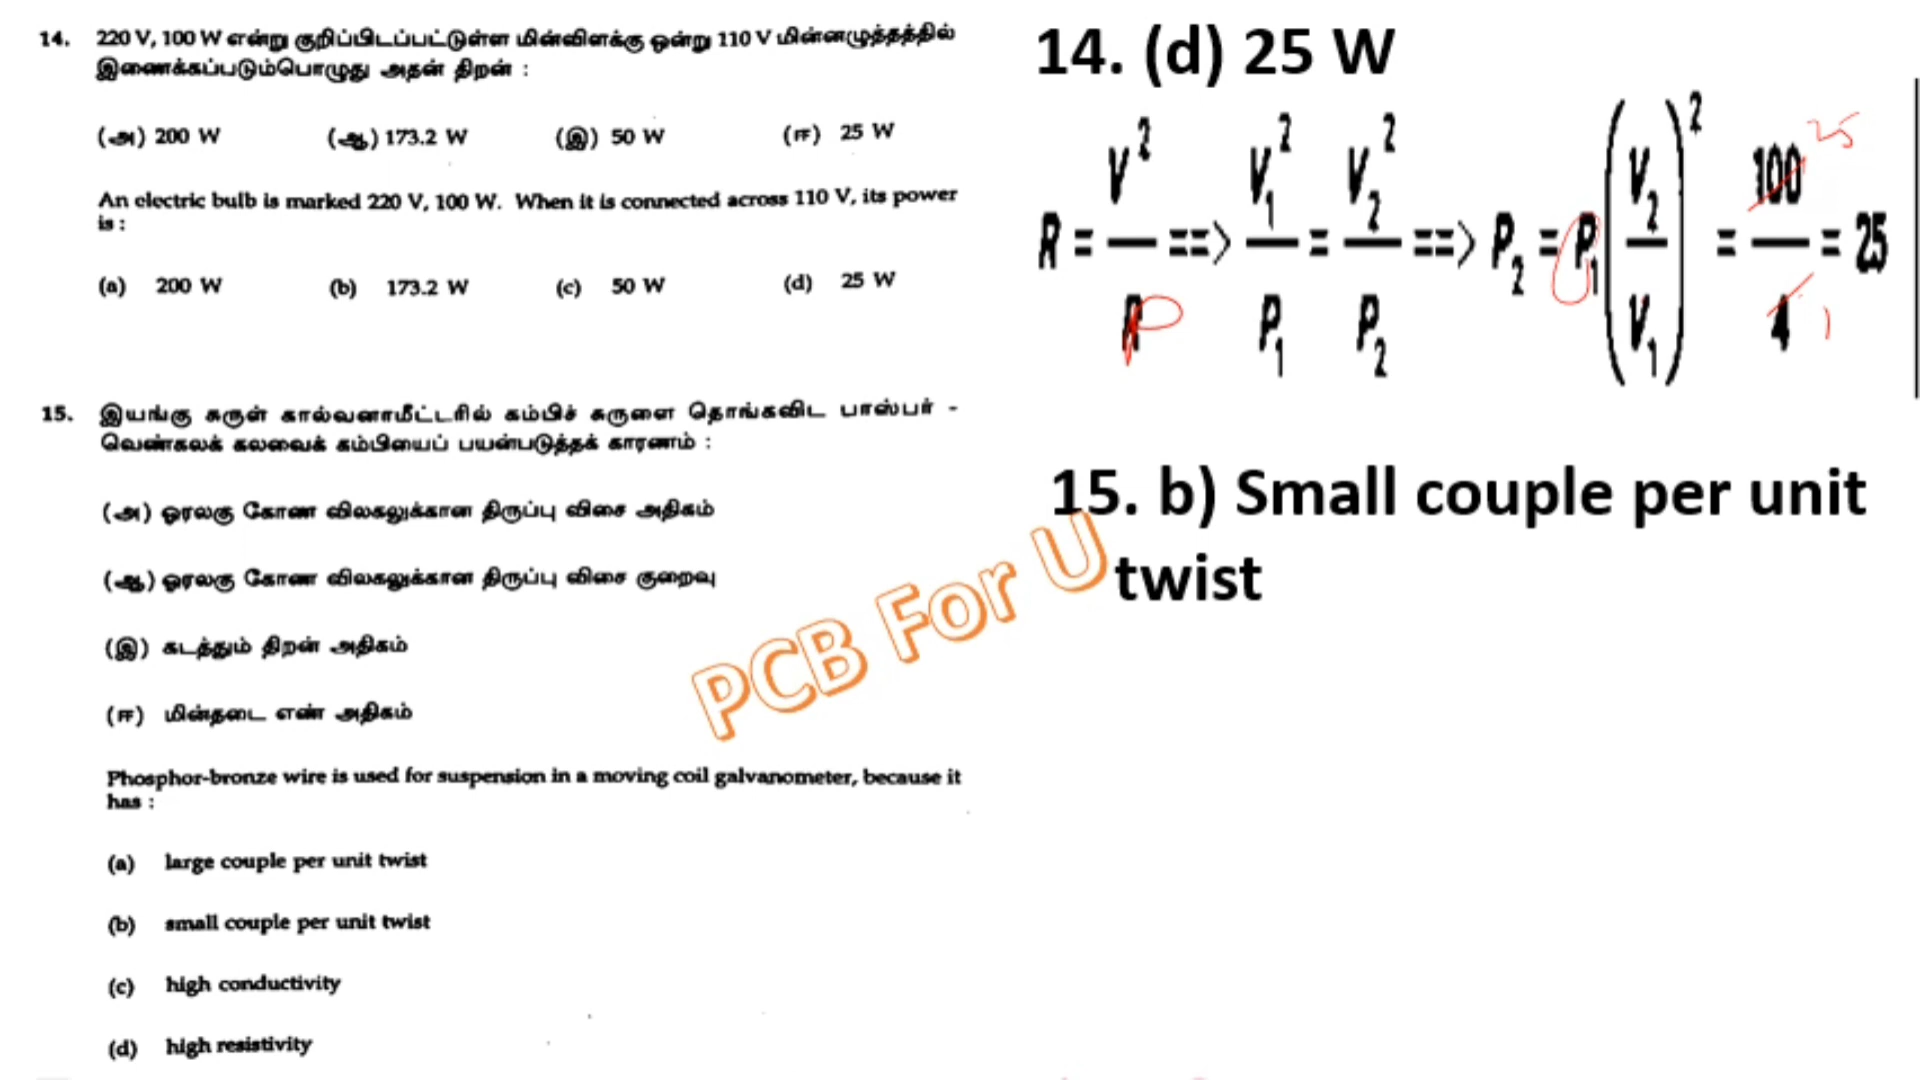 14. 220 V, 100 W என்று குறிப்பிடப்பட்டுள்ள மின்விளக்கு ஒன்று 110 V மின்னழுத்தத்தில்
இணைக்கப்படும்பொழுது அதன் திறன் :
(அ) 200 W (ஆ) 173.2 W (இ) 50 W (ஈ) 25 W
An electric bulb is marked 220 V, 100 W. When it is connected across 110 V, its power
is :
(a) 200 W (b) 173.2 W (c) 50 W (d) 25 W
15. இயங்கு சுருள் கால்வனாமீட்டரில் கம்பிச் சுருளை தொங்கவிட பாஸ்பர் -
வெண்கலக் கலவைக் கம்பியைப் பயன்படுத்தக் காரணம் :
(அ) ஓரலகு கோண விலகலுக்கான திருப்பு விசை அதிகம்
(ஆ) ஓரலகு கோண விலகலுக்கான திருப்பு விசை குறைவு
(இ) கடத்தும் திறன் அதிகம்
(ஈ) மின்தடை எண் அதிகம்
Phosphor-bronze wire is used for suspension in a moving coil galvanometer, because it
has :
(a) large couple per unit twist
(b) small couple per unit twist
(c) high conductivity
(d) high resistivity
14. (d) 25 W
R = V² / P ==> V₁² / P₁ = V₂² / P₂ ==> P₂ = P₁ (V₂ / V₁)² = 100 / 4 = 25
25
1
15. b) Small couple per unit
twist
PCB For U